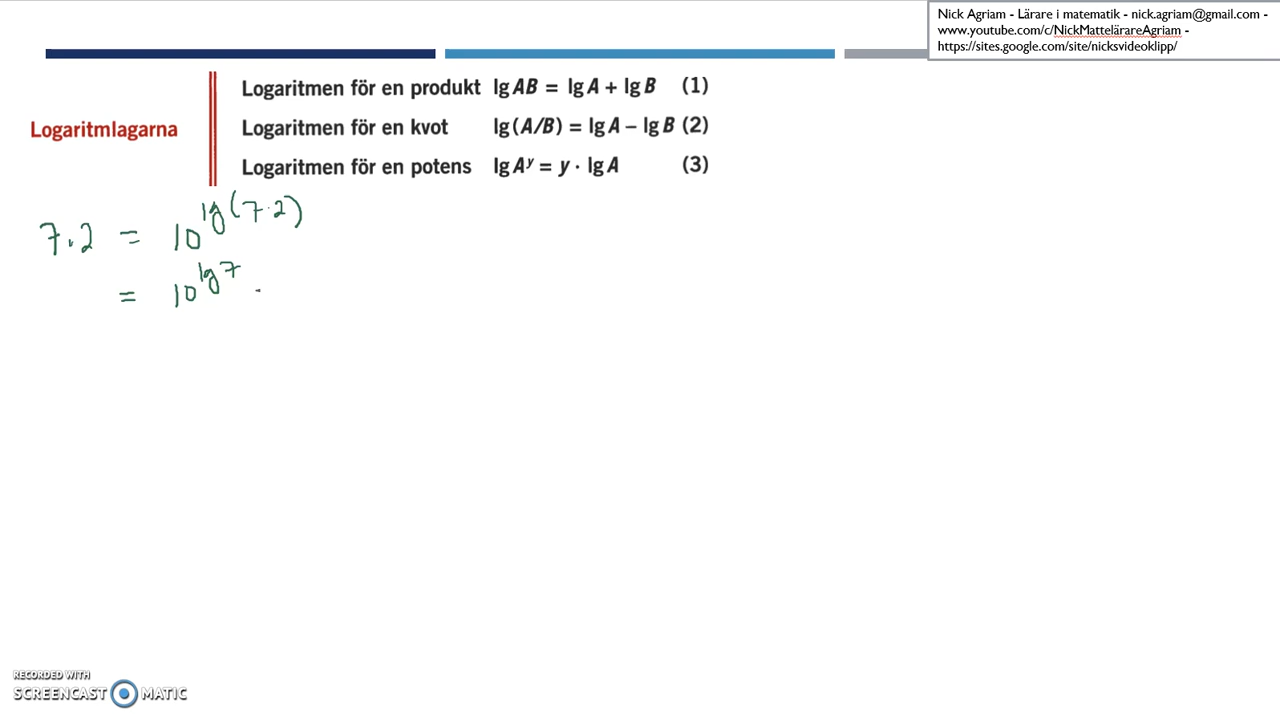 Nick Agriam - Lärare i matematik - nick.agriam@gmail.com -
www.youtube.com/c/NickMattelärareAgriam -
https://sites.google.com/site/nicksvideoklipp/
Logaritmlagarna
Logaritmen för en produkt lg AB = lg A + lg B (1)
Logaritmen för en kvot lg (A/B) = lg A – lg B (2)
Logaritmen för en potens lg A^y = y · lg A (3)
7·2 = 10^lg(7·2)
= 10^lg7 ·
RECORDED WITH
SCREENCAST MATIC